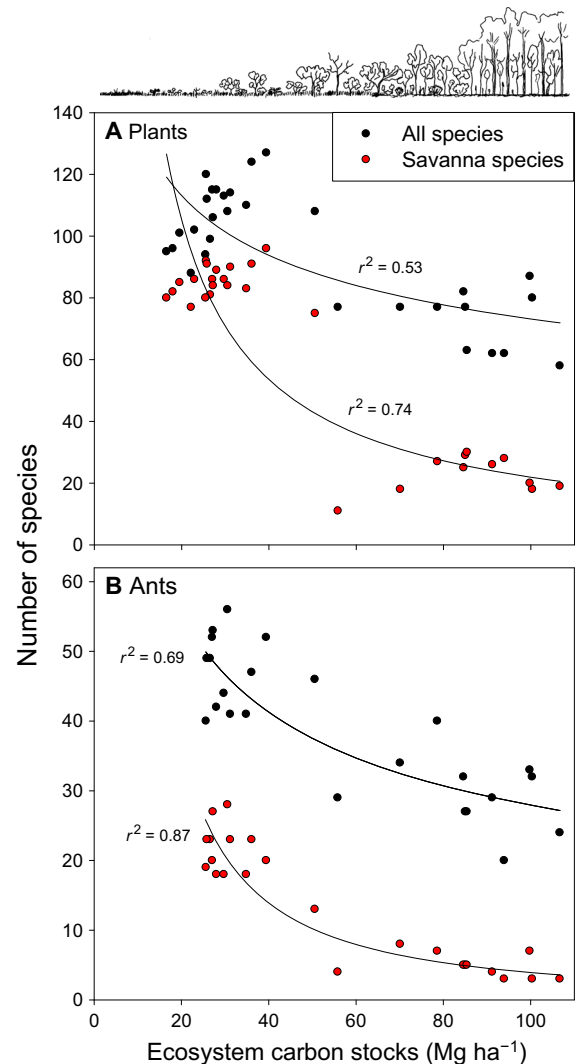 A Plants
All species
Savanna species
140
120
100
80
60
40
20
0
r² = 0.53
r² = 0.74
Number of species
B Ants
60
50
40
30
20
10
0
r² = 0.69
r² = 0.87
0 20 40 60 80 100
Ecosystem carbon stocks (Mg ha⁻¹)